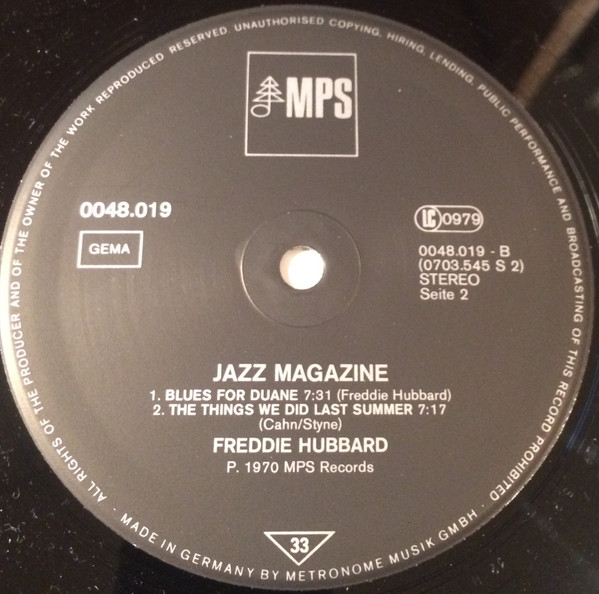 ALL RIGHTS OF THE PRODUCER AND OF THE OWNER OF THE WORK REPRODUCED RESERVED. UNAUTHORISED COPYING, HIRING, LENDING, PUBLIC PERFORMANCE AND BROADCASTING OF THIS RECORD PROHIBITED
MPS
0048.019
GEMA
LC 0979
0048.019 - B
(0703.545 S 2)
STEREO
Seite 2
JAZZ MAGAZINE
1. BLUES FOR DUANE 7:31 (Freddie Hubbard)
2. THE THINGS WE DID LAST SUMMER 7:17
(Cahn/Styne)
FREDDIE HUBBARD
P. 1970 MPS Records
33
· MADE IN GERMANY BY METRONOME MUSIK GMBH ·